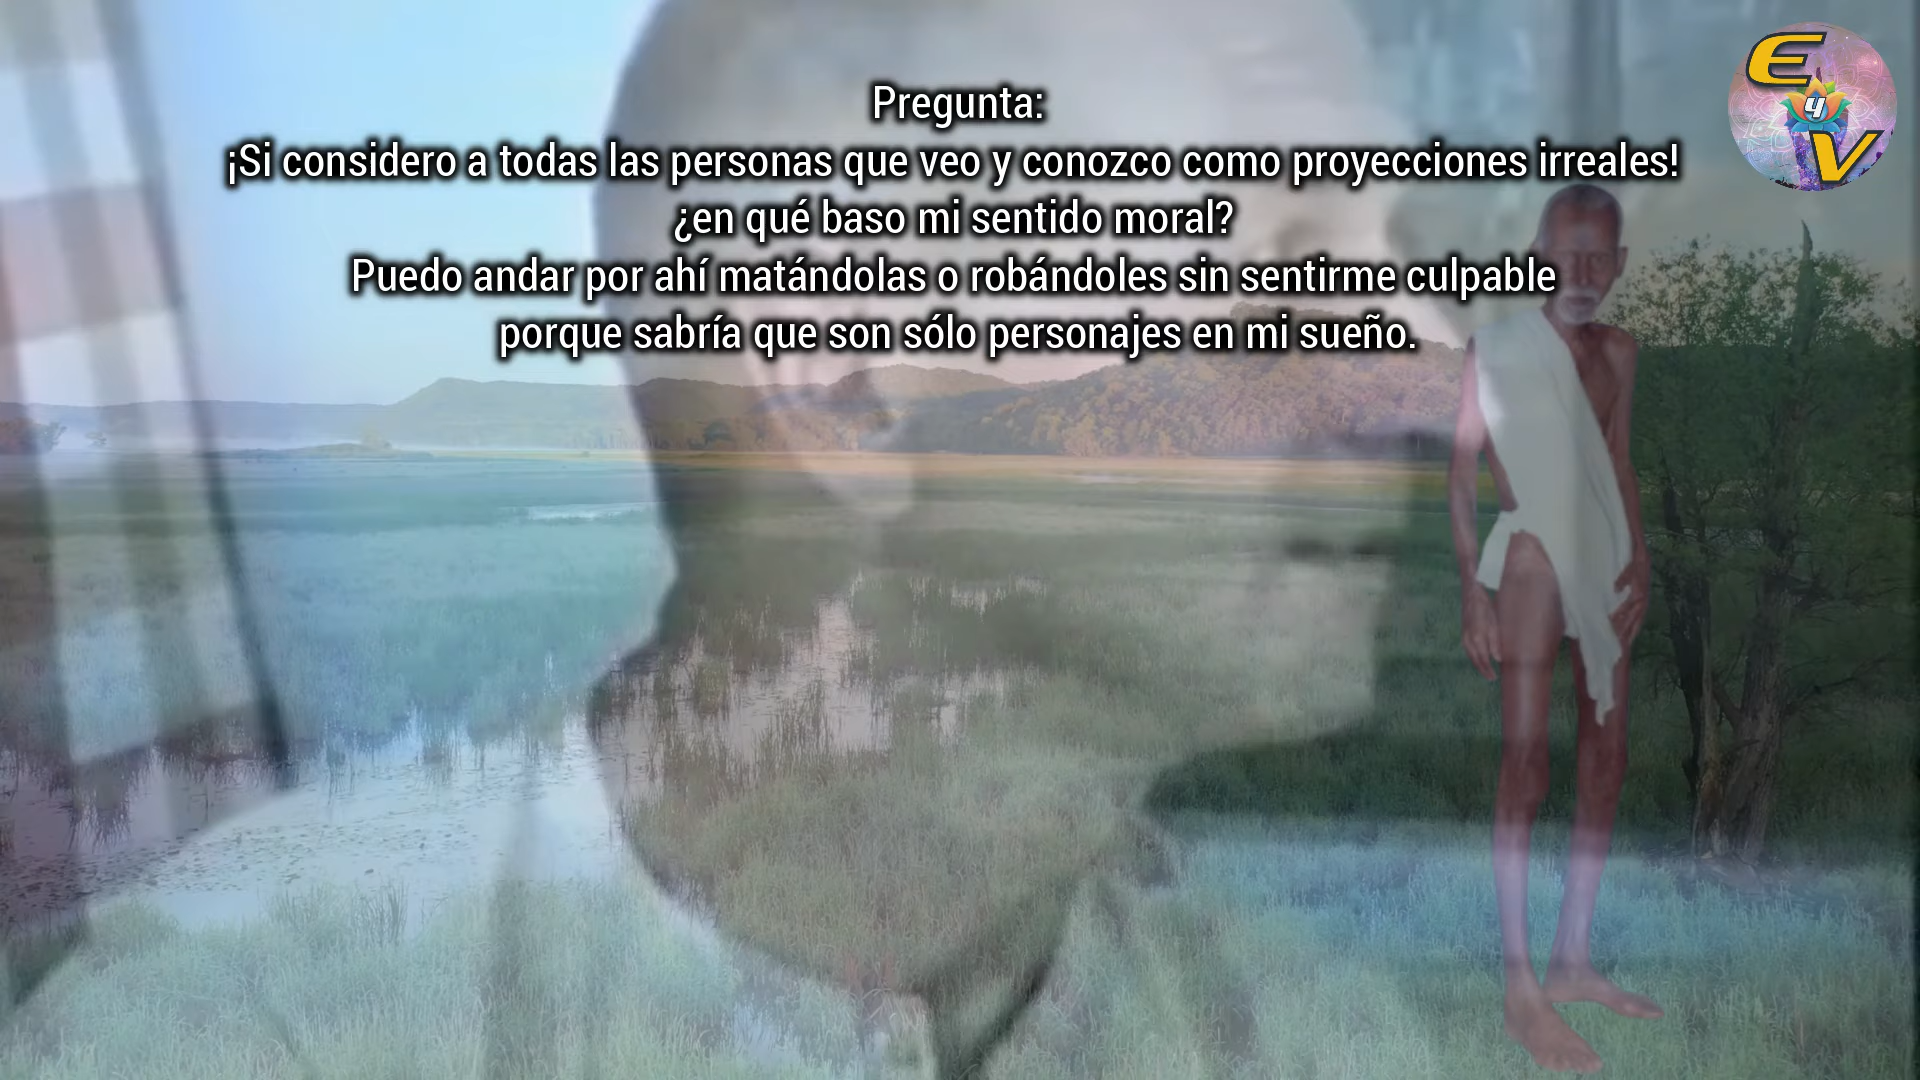 Pregunta:
¡Si considero a todas las personas que veo y conozco como proyecciones irreales!
¿en qué baso mi sentido moral?
Puedo andar por ahí matándolas o robándoles sin sentirme culpable
porque sabría que son sólo personajes en mi sueño.
E
4
V